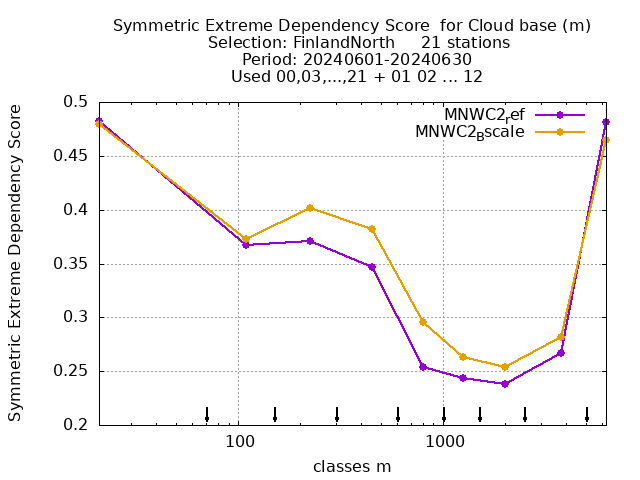 Symmetric Extreme Dependency Score  for Cloud base (m)
Selection: FinlandNorth     21 stations
Period: 20240601-20240630
Used 00,03,...,21 + 01 02 ... 12
MNWC2ref
MNWC2Bscale
Symmetric Extreme Dependency Score
0.5
0.45
0.4
0.35
0.3
0.25
0.2
100
1000
classes m